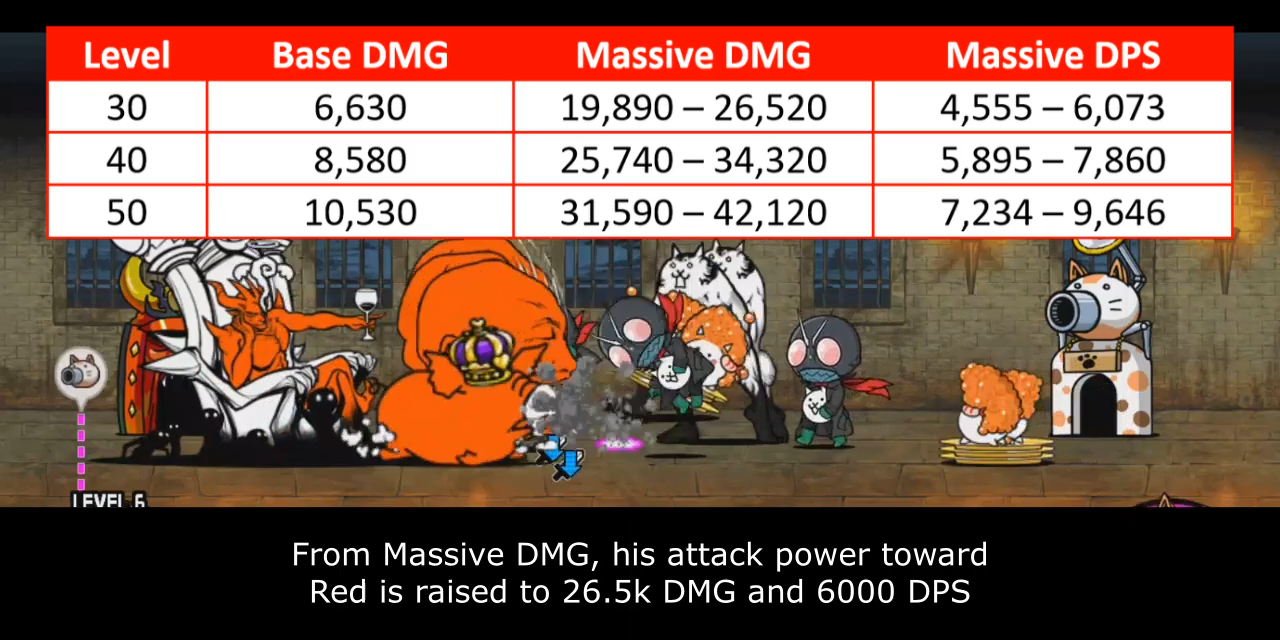 Level Base DMG Massive DMG Massive DPS
30 6,630 19,890 – 26,520 4,555 – 6,073
40 8,580 25,740 – 34,320 5,895 – 7,860
50 10,530 31,590 – 42,120 7,234 – 9,646
LEVEL 6
From Massive DMG, his attack power toward
Red is raised to 26.5k DMG and 6000 DPS